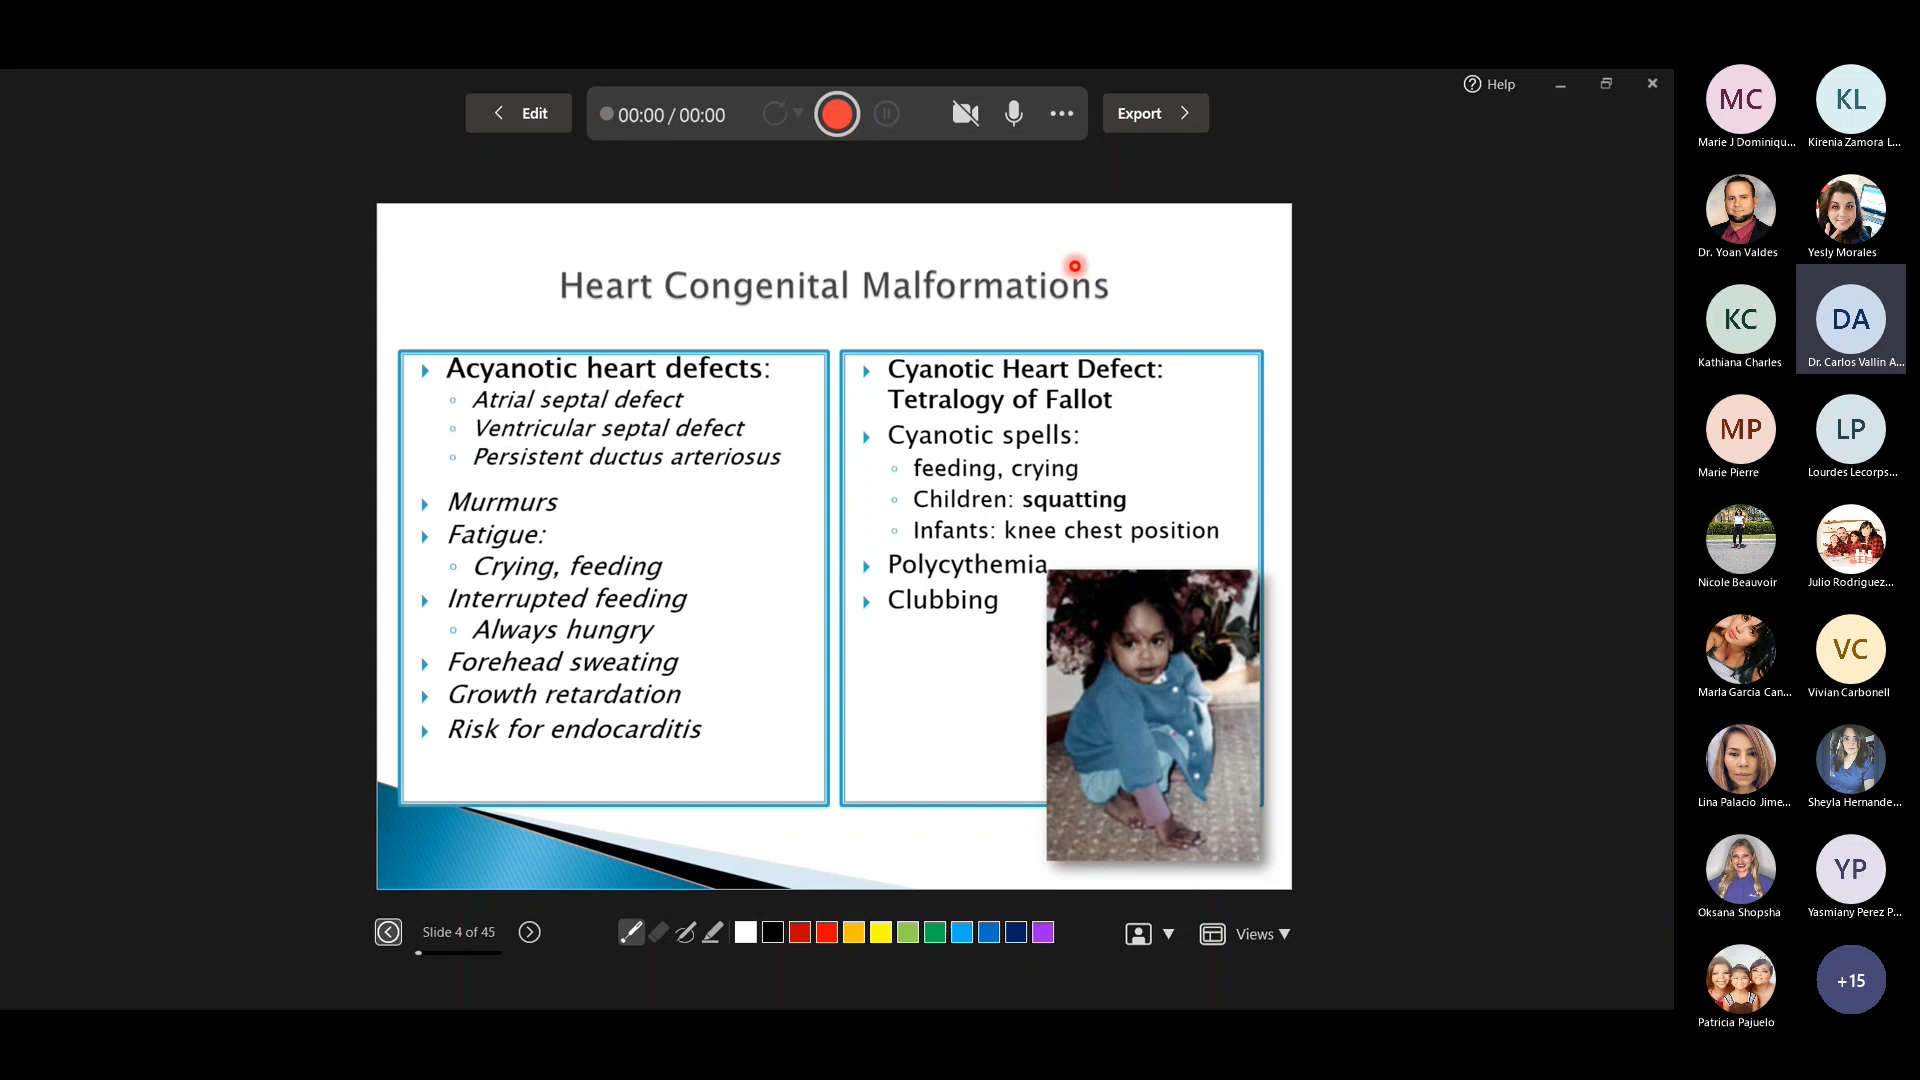 Help
Edit
00:00 / 00:00
Export
Heart Congenital Malformations
Acyanotic heart defects:
Atrial septal defect
Ventricular septal defect
Persistent ductus arteriosus
Murmurs
Fatigue:
Crying, feeding
Interrupted feeding
Always hungry
Forehead sweating
Growth retardation
Risk for endocarditis
Cyanotic Heart Defect:
Tetralogy of Fallot
Cyanotic spells:
feeding, crying
Children: squatting
Infants: knee chest position
Polycythemia
Clubbing
Slide 4 of 45
Views
MC
KL
Marie J Dominiqu...
Kirenia Zamora L...
Dr. Yoan Valdes
Yesly Morales
KC
DA
Kathiana Charles
Dr. Carlos Vallin A...
MP
LP
Marie Pierre
Lourdes Lecorps...
Nicole Beauvoir
Julio Rodriguez...
VC
Marla Garcia Can...
Vivian Carbonell
Lina Palacio Jime...
Sheyla Hernande...
YP
Oksana Shopsha
Yasmiany Perez P...
+15
Patricia Pajuelo